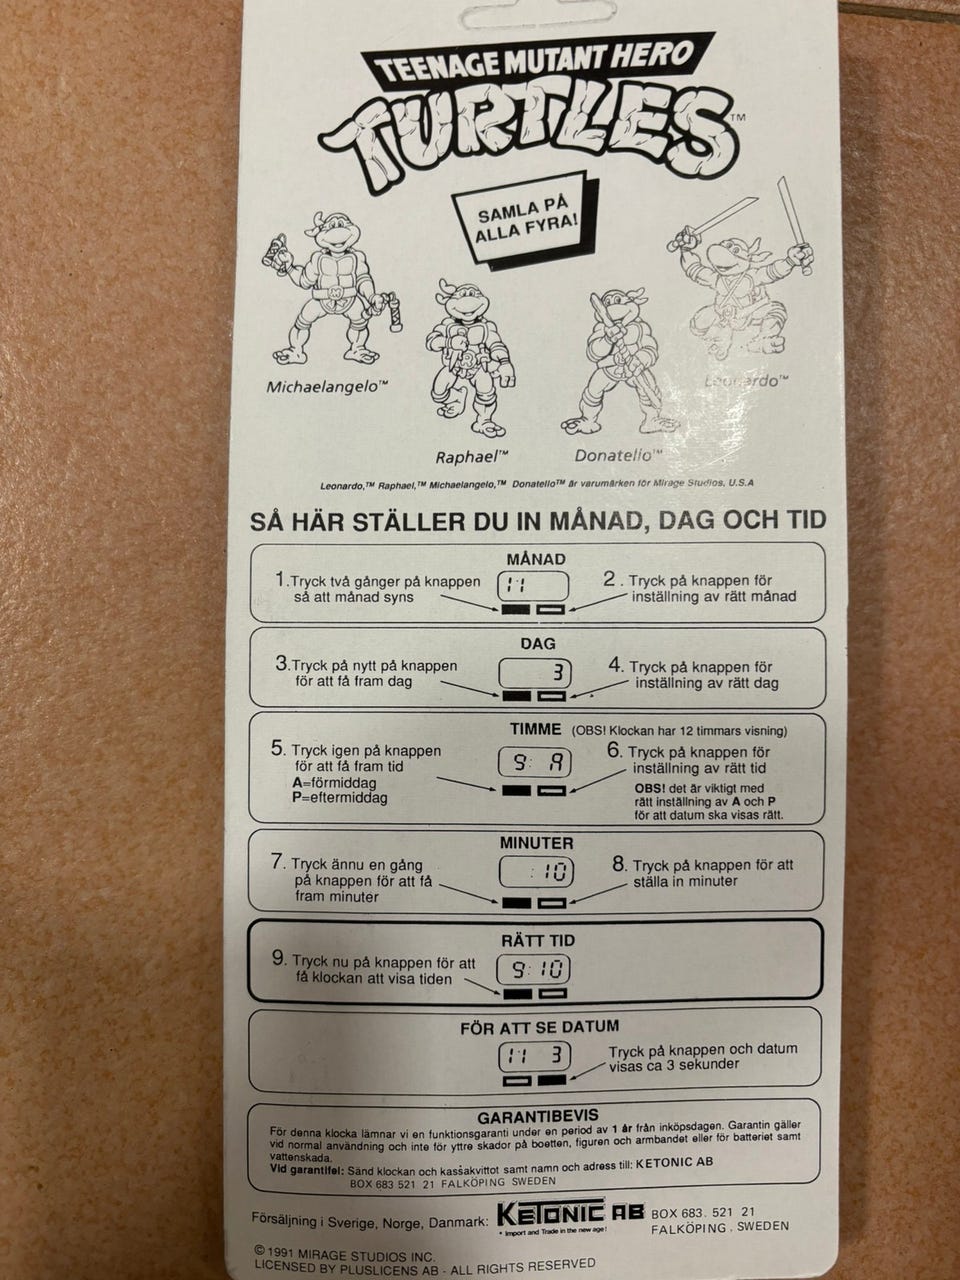 TEENAGE MUTANT HERO
TURTLES™
SAMLA PÅ
ALLA FYRA!
Michaelangelo™
Raphael™
Donatello™
Leonardo™
Leonardo,™ Raphael,™ Michaelangelo,™ Donatello™ är varumärken för Mirage Studios, U.S.A
SÅ HÄR STÄLLER DU IN MÅNAD, DAG OCH TID
MÅNAD
1.Tryck två gånger på knappen
så att månad syns
11
2. Tryck på knappen för
inställning av rätt månad
DAG
3.Tryck på nytt på knappen
för att få fram dag
3
4. Tryck på knappen för
inställning av rätt dag
TIMME (OBS! Klockan har 12 timmars visning)
5. Tryck igen på knappen
för att få fram tid
A=förmiddag
P=eftermiddag
9: A
6. Tryck på knappen för
inställning av rätt tid
OBS! det är viktigt med
rätt inställning av A och P
för att datum ska visas rätt.
MINUTER
7. Tryck ännu en gång
på knappen för att få
fram minuter
:10
8. Tryck på knappen för att
ställa in minuter
RÄTT TID
9. Tryck nu på knappen för att
få klockan att visa tiden
9:10
FÖR ATT SE DATUM
11 3
Tryck på knappen och datum
visas ca 3 sekunder
GARANTIBEVIS
För denna klocka lämnar vi en funktionsgaranti under en period av 1 år från inköpsdagen. Garantin gäller
vid normal användning och inte för yttre skador på boetten, figuren och armbandet eller för batteriet samt
vattenskada.
Vid garantifel: Sänd klockan och kassakvittot samt namn och adress till: KETONIC AB
BOX 683 521 21 FALKÖPING SWEDEN
Försäljning i Sverige, Norge, Danmark: KETONIC AB
• Import and Trade in the new age!
BOX 683. 521 21
FALKÖPING. SWEDEN
© 1991 MIRAGE STUDIOS INC.
LICENSED BY PLUSLICENS AB - ALL RIGHTS RESERVED